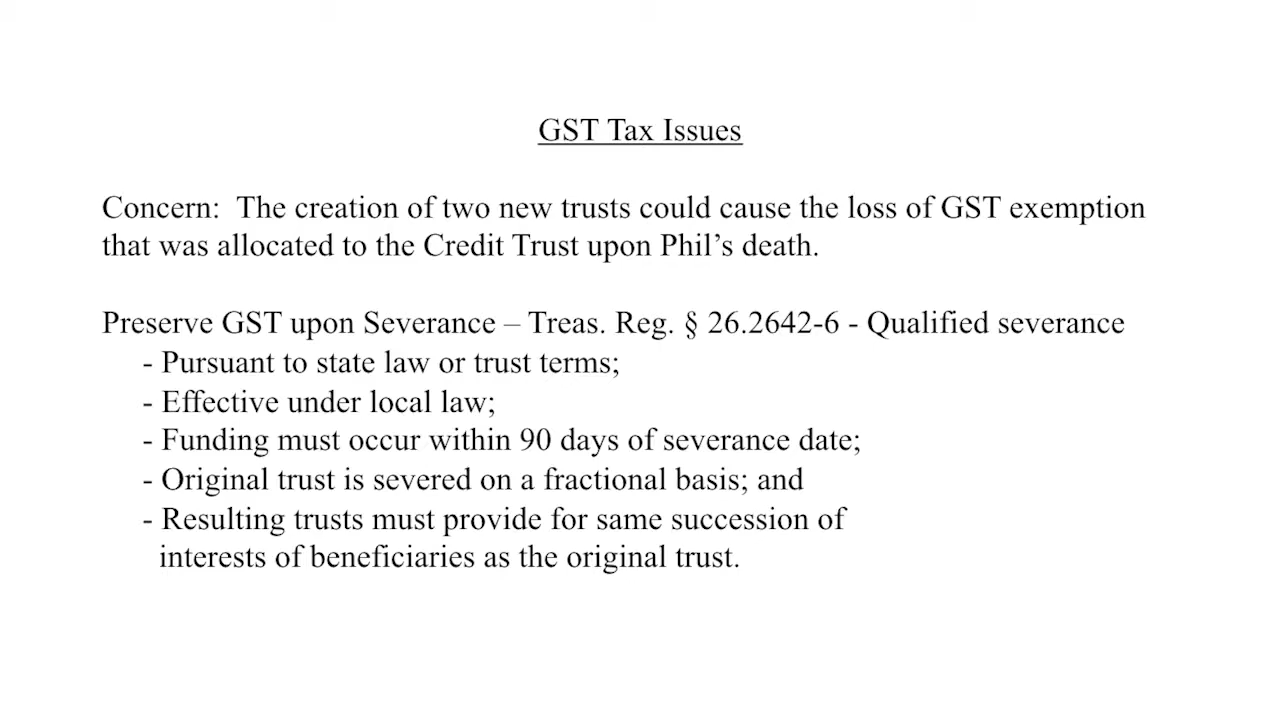 GST Tax Issues
Concern:  The creation of two new trusts could cause the loss of GST exemption
that was allocated to the Credit Trust upon Phil’s death.
Preserve GST upon Severance – Treas. Reg. § 26.2642-6 - Qualified severance
- Pursuant to state law or trust terms;
- Effective under local law;
- Funding must occur within 90 days of severance date;
- Original trust is severed on a fractional basis; and
- Resulting trusts must provide for same succession of
interests of beneficiaries as the original trust.